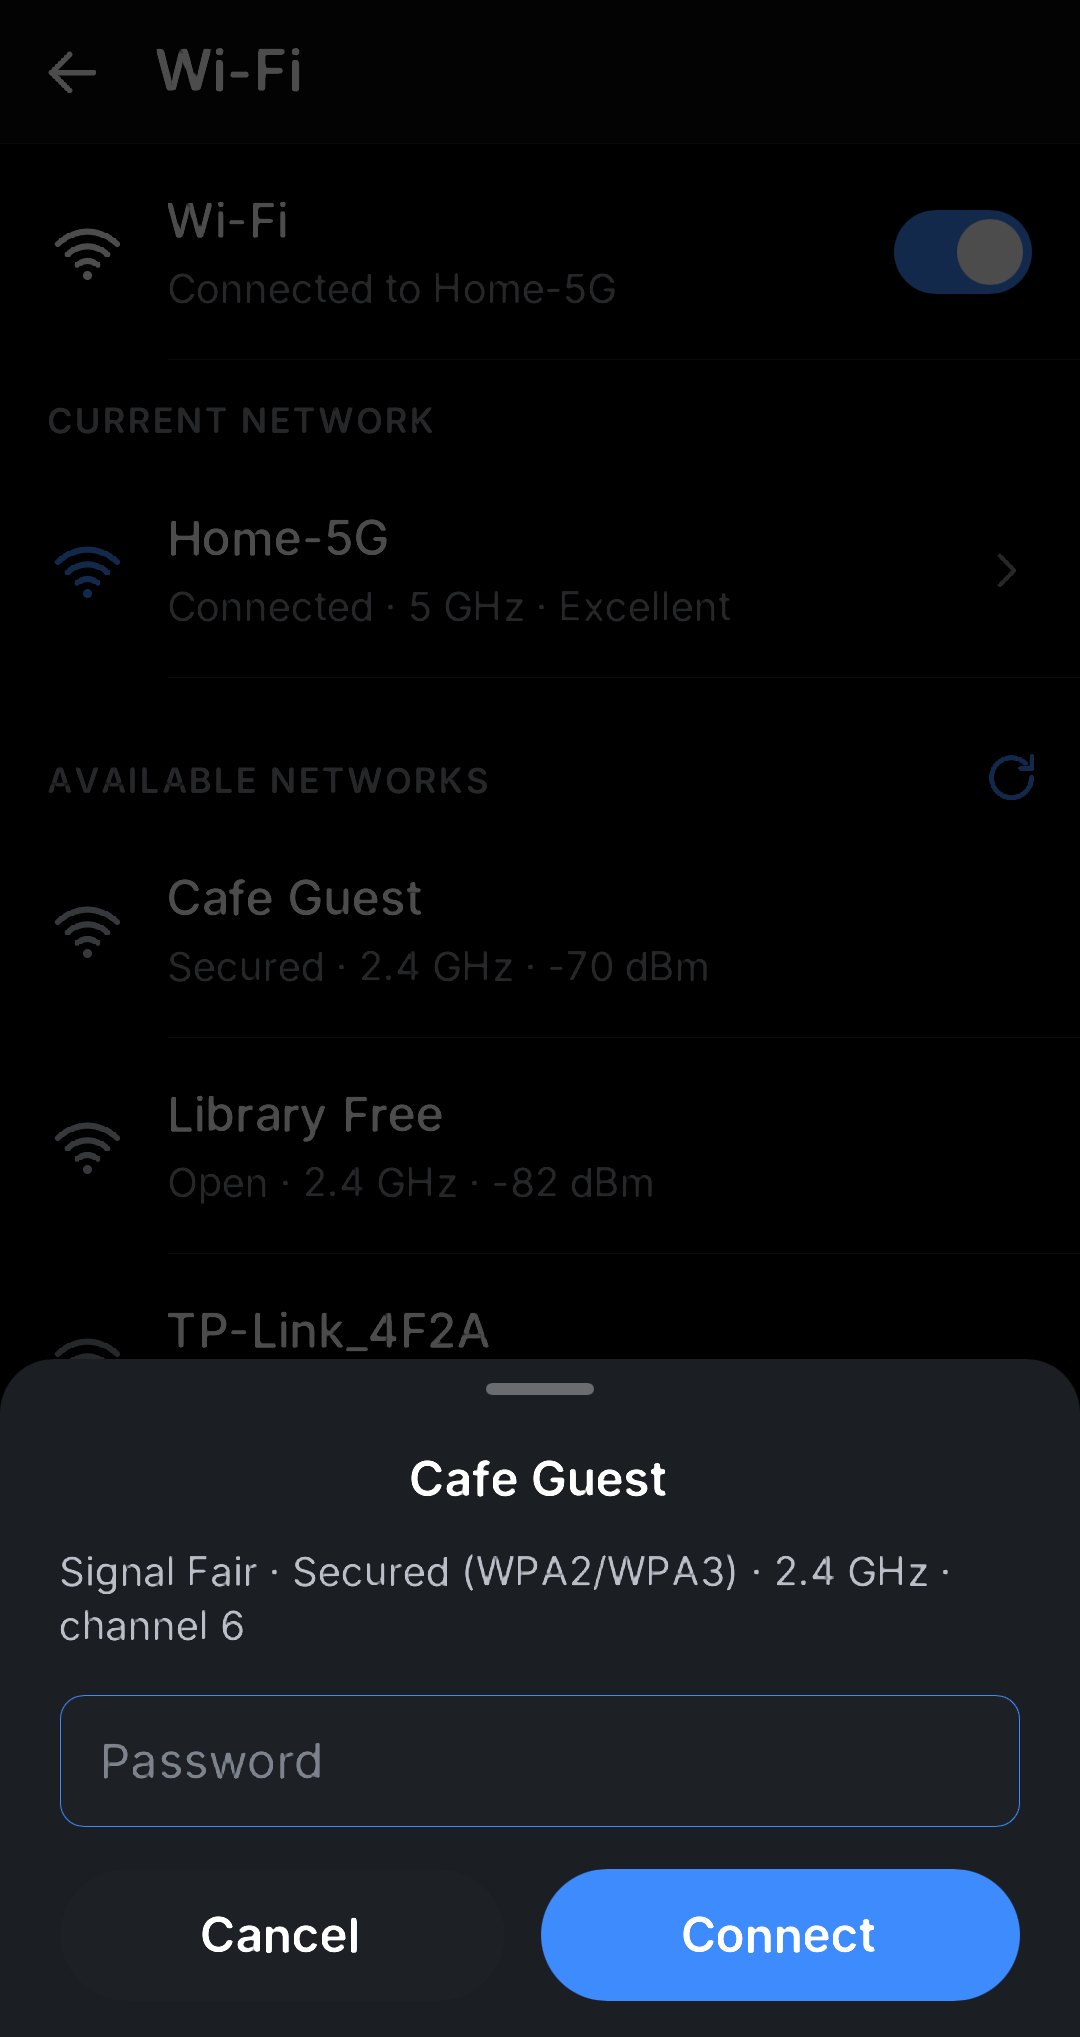 Wi-Fi
Wi-Fi
Connected to Home-5G
CURRENT NETWORK
Home-5G
Connected · 5 GHz · Excellent
AVAILABLE NETWORKS
Cafe Guest
Secured · 2.4 GHz · -70 dBm
Library Free
Open · 2.4 GHz · -82 dBm
TP-Link_4F2A
Cafe Guest
Signal Fair · Secured (WPA2/WPA3) · 2.4 GHz ·
channel 6
Password
Cancel
Connect